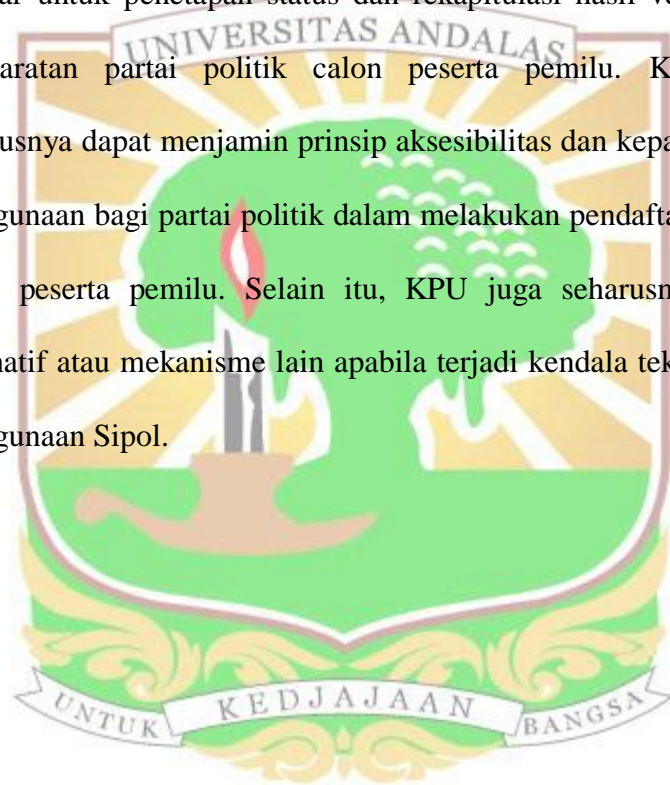 ar untuk penetapan status dan rekapitulasi hasil ve
UNIVERSITAS ANDALAS
aratan partai politik calon peserta pemilu. K
usnya dapat menjamin prinsip aksesibilitas dan kepa
gunaan bagi partai politik dalam melakukan pendafta
peserta pemilu. Selain itu, KPU juga seharusn
natif atau mekanisme lain apabila terjadi kendala tek
gunaan Sipol.
UNTUK KEDJAJAAN BANGSA